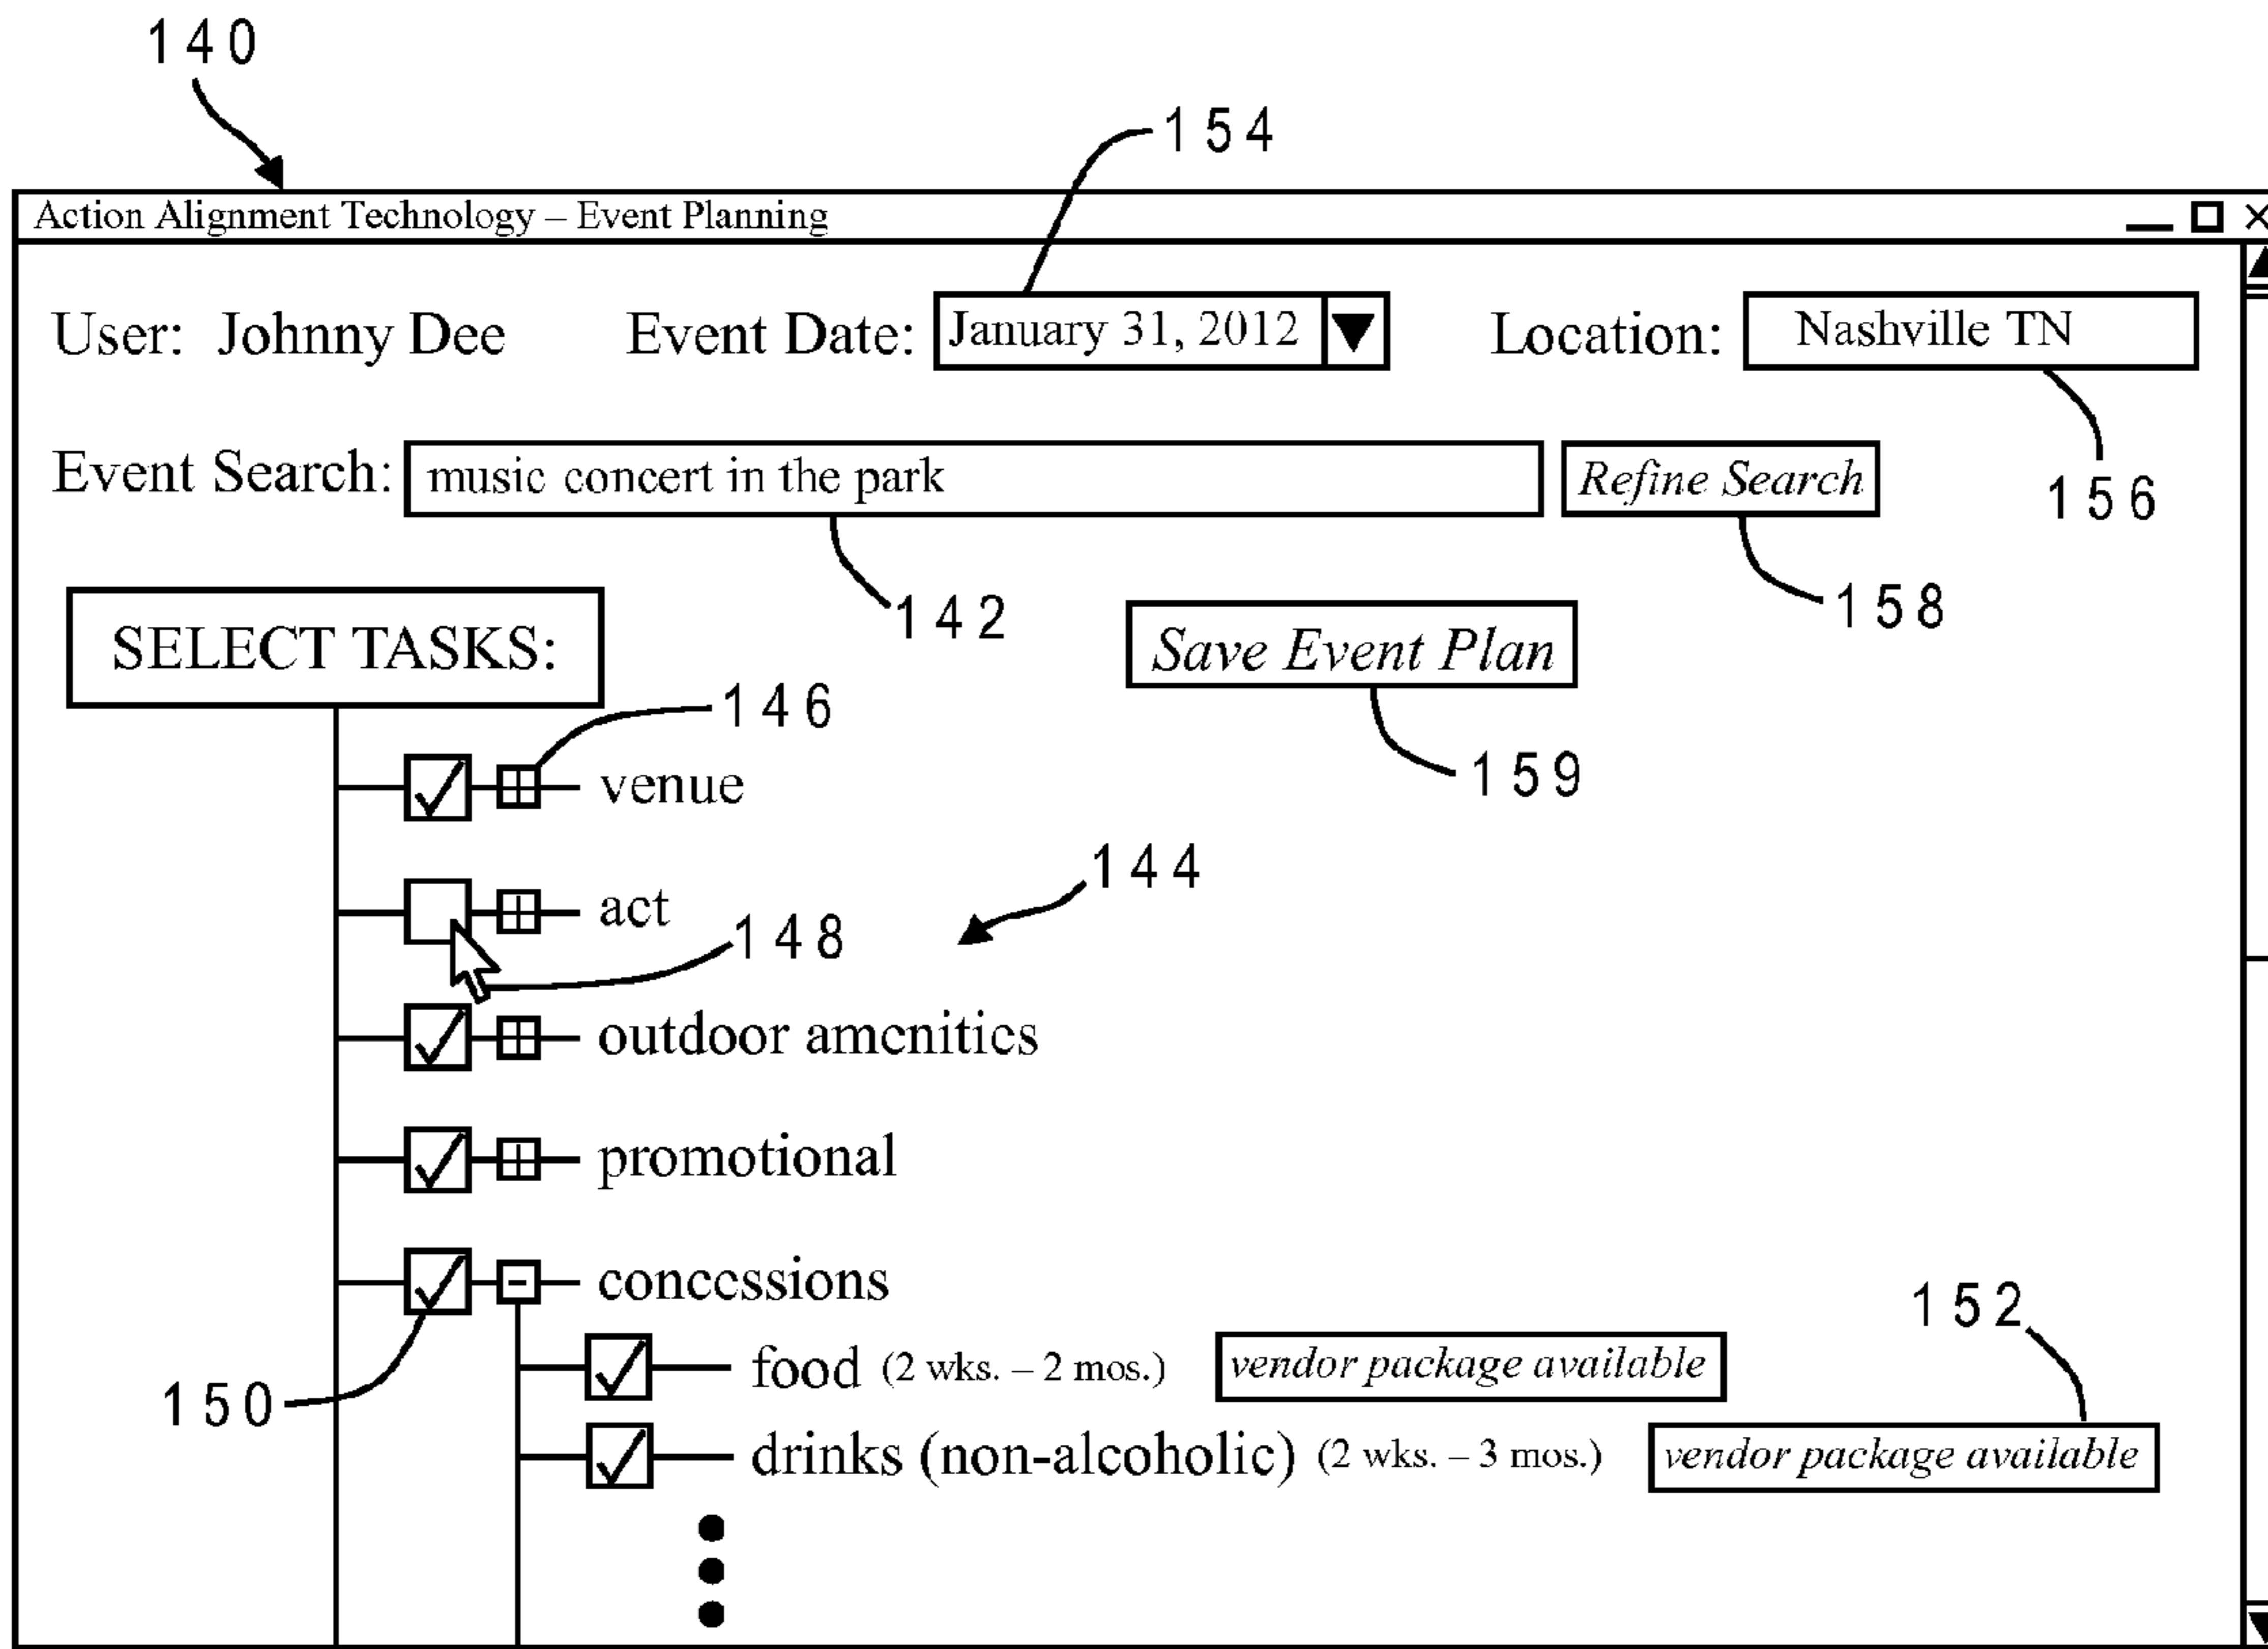 140
154
Action Alignment Technology – Event Planning
User: Johnny Dee Event Date: January 31, 2012 Location: Nashville TN
Event Search: music concert in the park Refine Search
156
142
158
SELECT TASKS: Save Event Plan
146
venue
159
144
act
148
outdoor amenities
promotional
concessions
152
food (2 wks. – 2 mos.) vendor package available
150
drinks (non-alcoholic) (2 wks. – 3 mos.) vendor package available